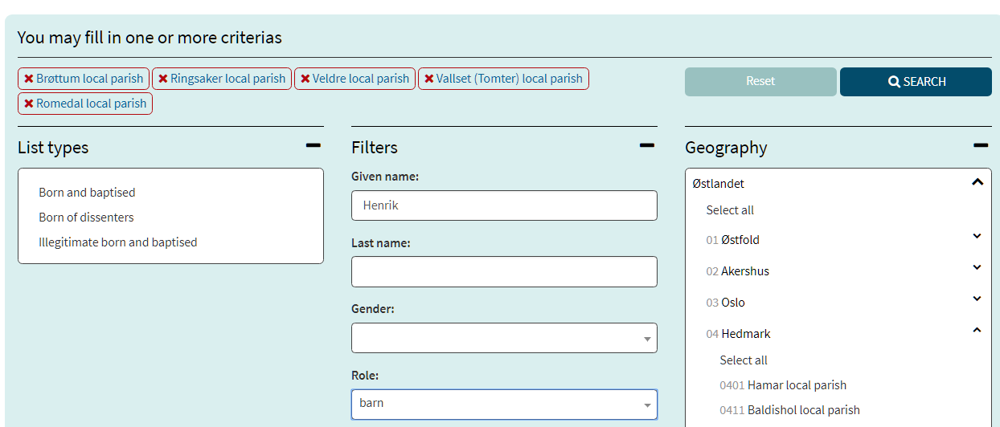 You may fill in one or more criterias
Brøttum local parish
Ringsaker local parish
Veldre local parish
Vallset (Tomter) local parish
Romedal local parish
Reset
SEARCH
List types
Born and baptised
Born of dissenters
Illegitimate born and baptised
Filters
Given name:
Henrik
Last name:
Gender:
Role:
barn
Geography
Østlandet
Select all
01 Østfold
02 Akershus
03 Oslo
04 Hedmark
Select all
0401 Hamar local parish
0411 Baldishol local parish